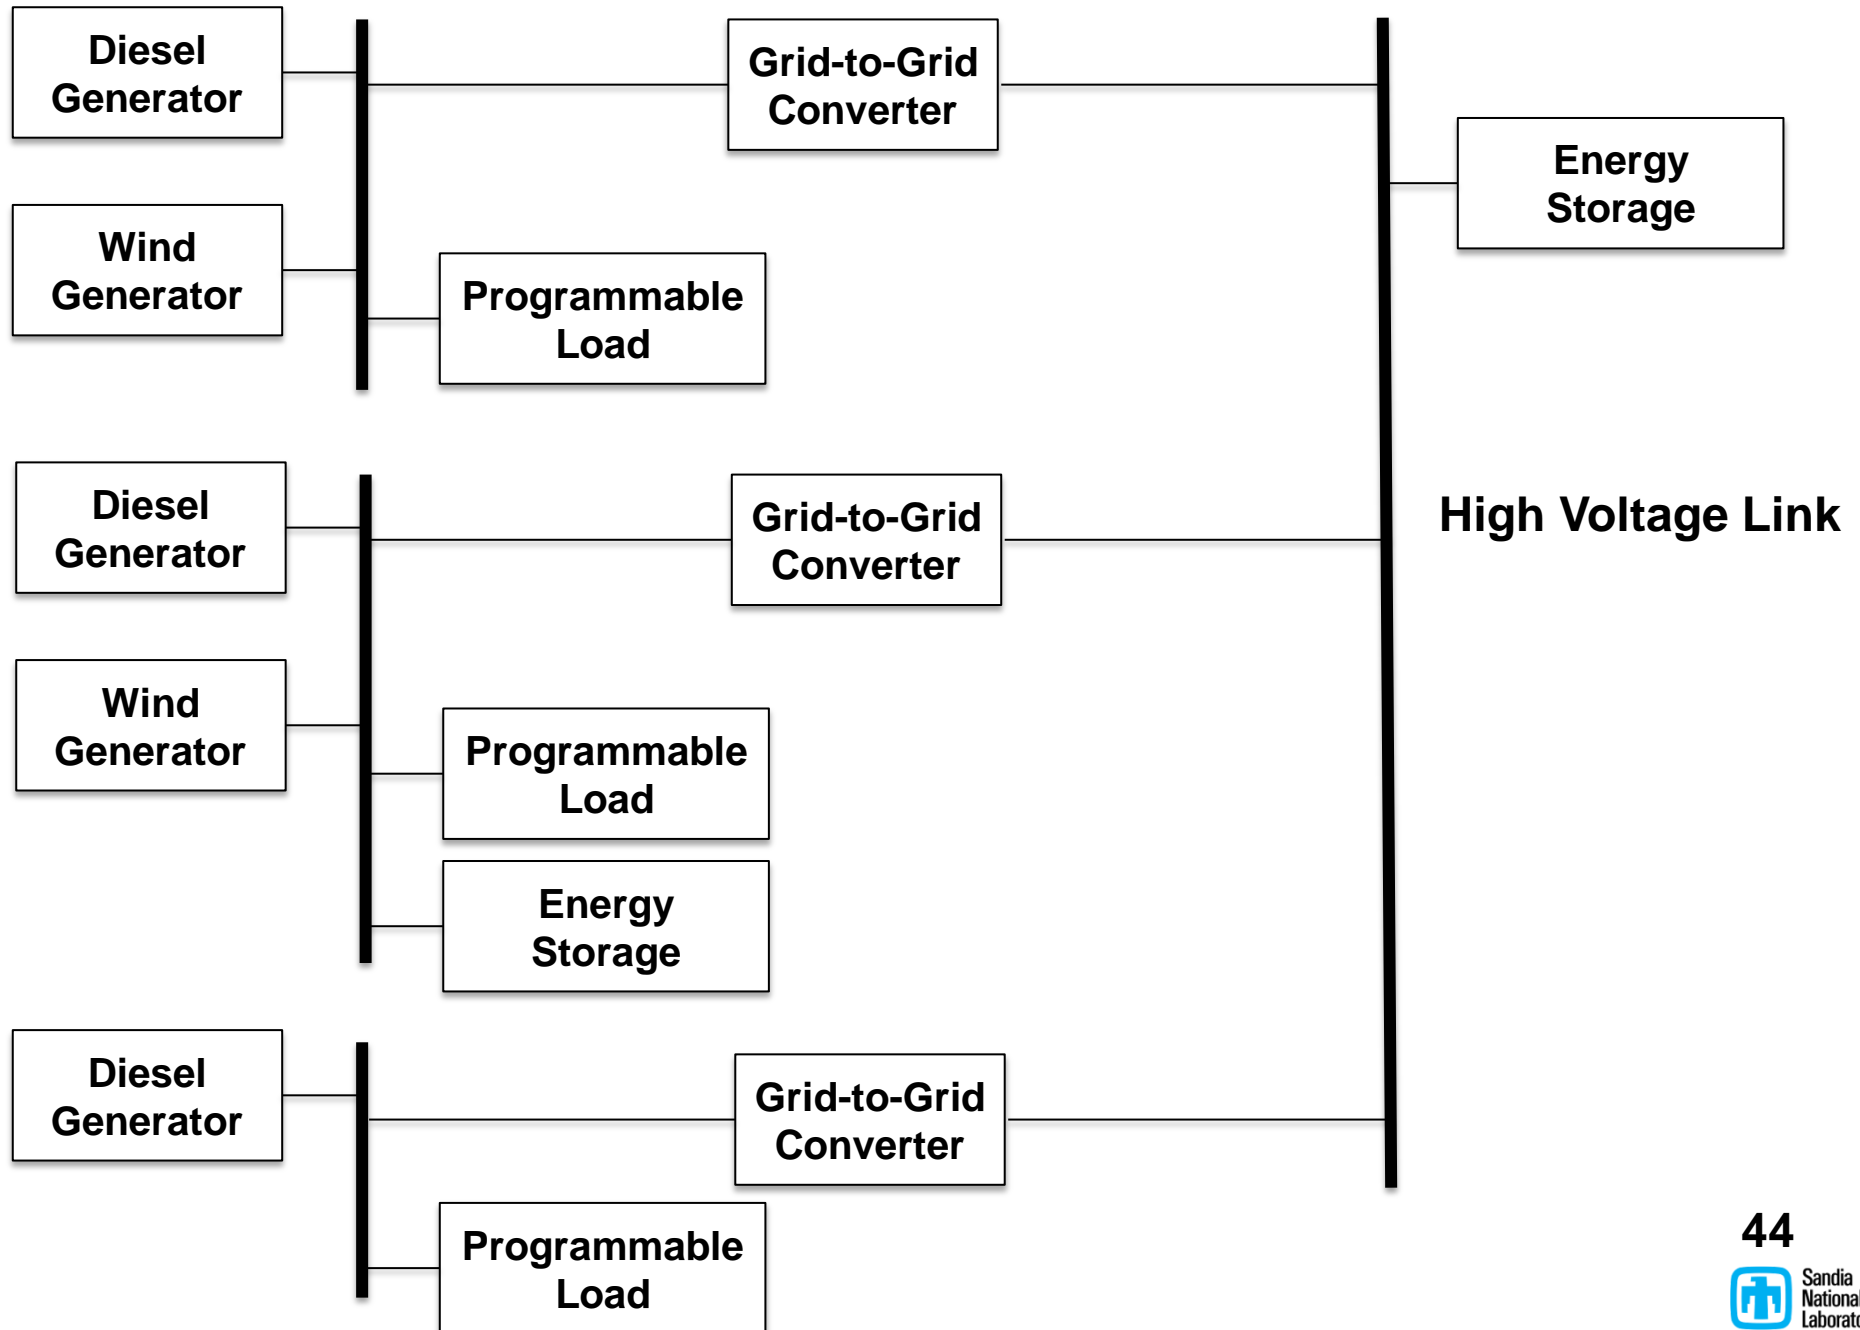 Diesel
Generator
Grid-to-Grid
Converter
Energy
Storage
Wind
Generator
Programmable
Load
Diesel
Generator
Grid-to-Grid
Converter
High Voltage Link
Wind
Generator
Programmable
Load
Energy
Storage
Diesel
Generator
Grid-to-Grid
Converter
Programmable
Load
44
Sandia
National
Laborato